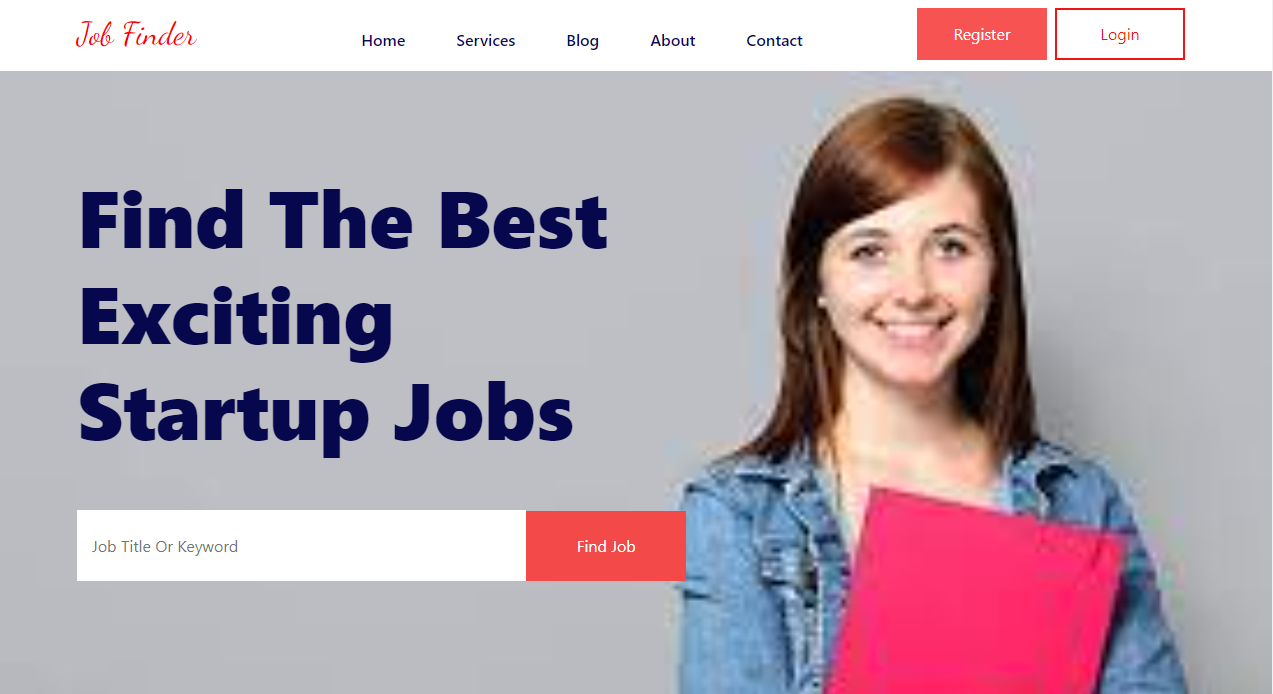 Job Finder
Home Services Blog About Contact
Register Login
Find The Best
Exciting
Startup Jobs
Job Title Or Keyword
Find Job